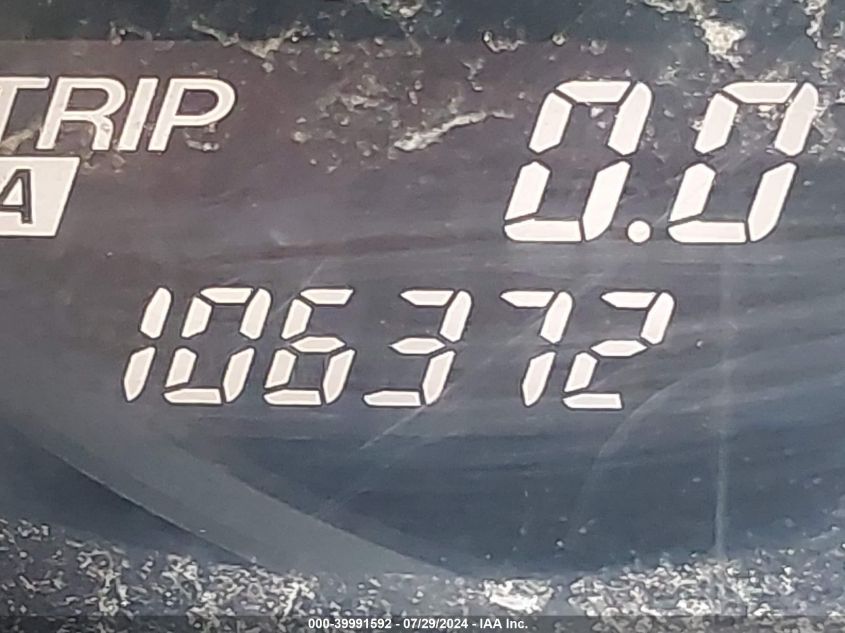 TRIP 0.0
A
106372
000-39991592 - 07/29/2024 - IAA Inc.